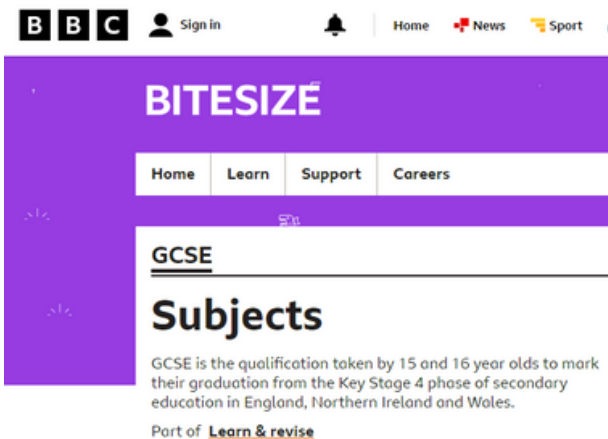 BBC Sign in Home News Sport
BITESIZE
Home Learn Support Careers
GCSE
Subjects
GCSE is the qualification taken by 15 and 16 year olds to mark
their graduation from the Key Stage 4 phase of secondary
education in England, Northern Ireland and Wales.
Part of Learn & revise